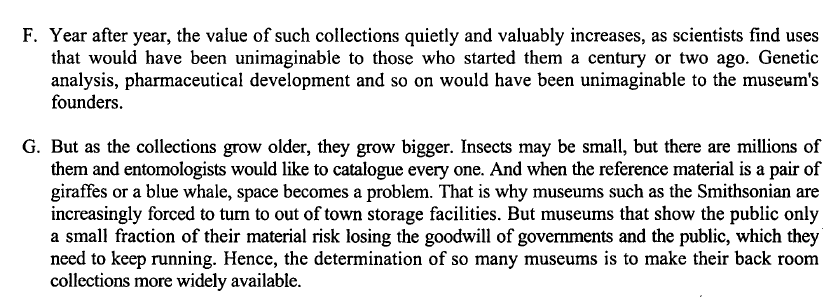 F. Year after year, the value of such collections quietly and valuably increases, as scientists find uses
that would have been unimaginable to those who started them a century or two ago. Genetic
analysis, pharmaceutical development and so on would have been unimaginable to the museum's
founders.
G. But as the collections grow older, they grow bigger. Insects may be small, but there are millions of
them and entomologists would like to catalogue every one. And when the reference material is a pair of
giraffes or a blue whale, space becomes a problem. That is why museums such as the Smithsonian are
increasingly forced to turn to out of town storage facilities. But museums that show the public only
a small fraction of their material risk losing the goodwill of governments and the public, which they
need to keep running. Hence, the determination of so many museums is to make their back room
collections more widely available.